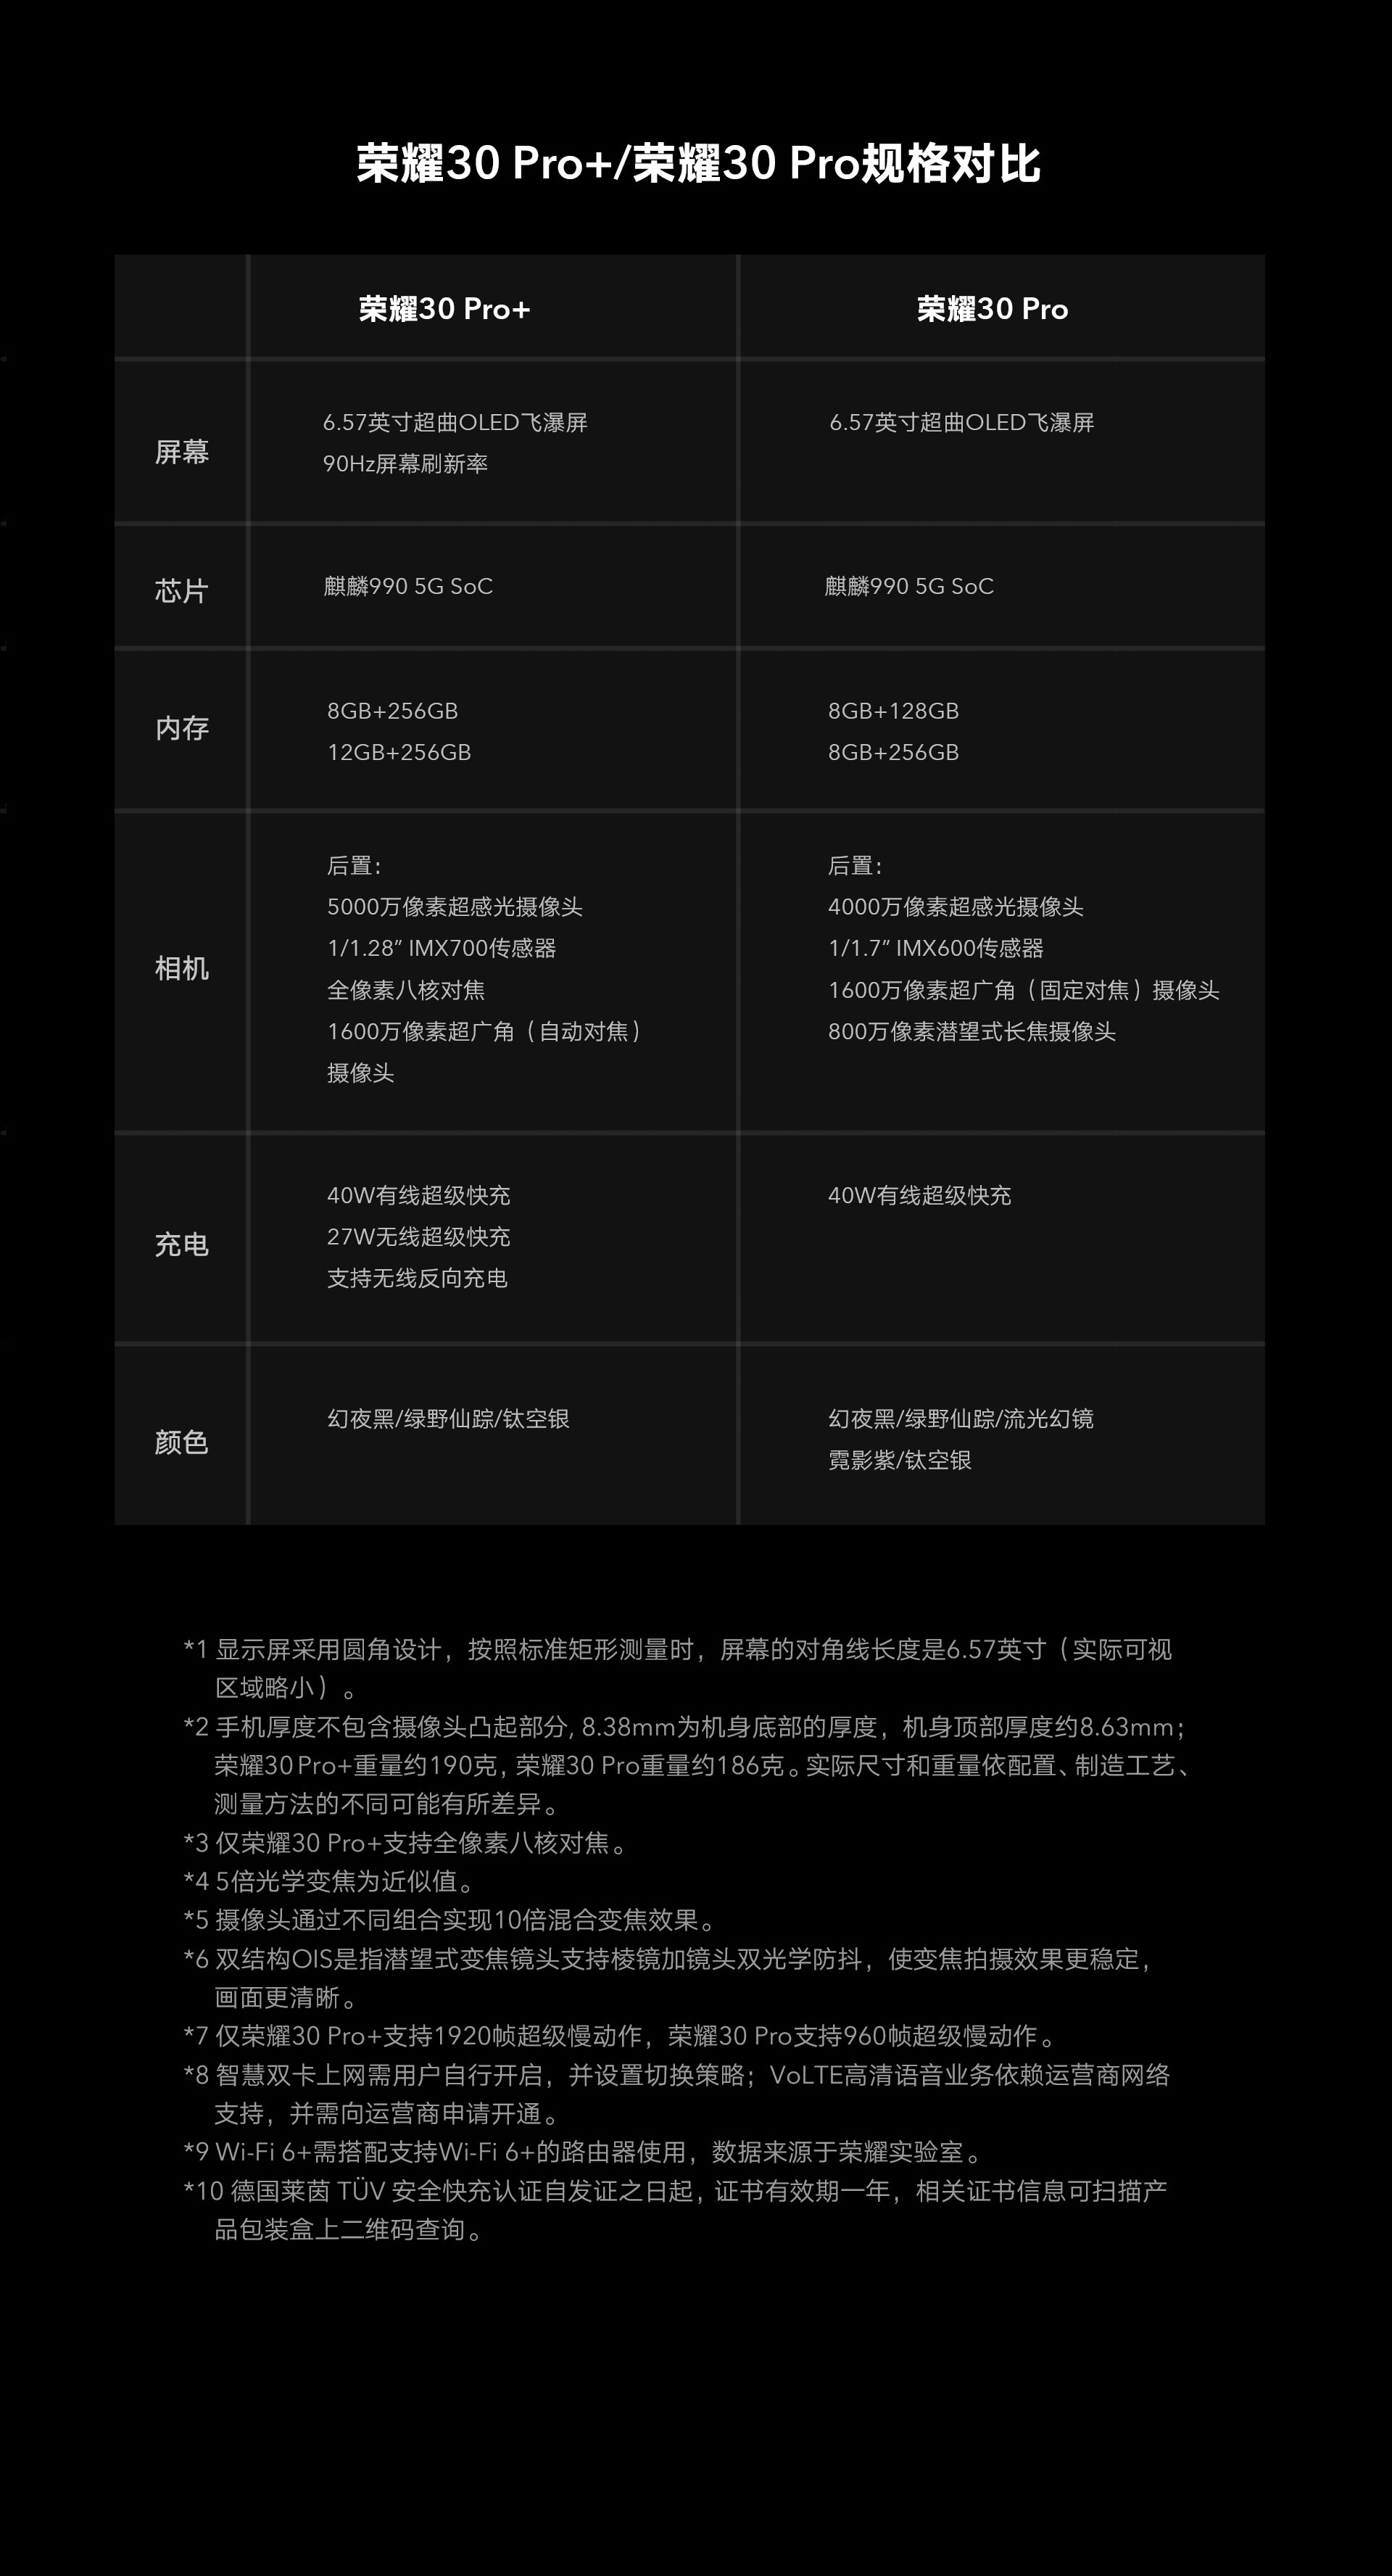 荣耀30 Pro+/荣耀30 Pro规格对比
荣耀30 Pro+
荣耀30 Pro
屏幕
6.57英寸超曲OLED飞瀑屏
90Hz屏幕刷新率
6.57英寸超曲OLED飞瀑屏
芯片
麒麟990 5G SoC
麒麟990 5G SoC
内存
8GB+256GB
12GB+256GB
8GB+128GB
8GB+256GB
相机
后置：
5000万像素超感光摄像头
1/1.28” IMX700传感器
全像素八核对焦
1600万像素超广角（自动对焦）
摄像头
后置：
4000万像素超感光摄像头
1/1.7” IMX600传感器
1600万像素超广角（固定对焦）摄像头
800万像素潜望式长焦摄像头
充电
40W有线超级快充
27W无线超级快充
支持无线反向充电
40W有线超级快充
颜色
幻夜黑/绿野仙踪/钛空银
幻夜黑/绿野仙踪/流光幻镜
霓影紫/钛空银
*1 显示屏采用圆角设计，按照标准矩形测量时，屏幕的对角线长度是6.57英寸（实际可视
区域略小）。
*2 手机厚度不包含摄像头凸起部分, 8.38mm为机身底部的厚度，机身顶部厚度约8.63mm；
荣耀30 Pro+重量约190克, 荣耀30 Pro重量约186克。实际尺寸和重量依配置、制造工艺、
测量方法的不同可能有所差异。
*3 仅荣耀30 Pro+支持全像素八核对焦。
*4 5倍光学变焦为近似值。
*5 摄像头通过不同组合实现10倍混合变焦效果。
*6 双结构OIS是指潜望式变焦镜头支持棱镜加镜头双光学防抖，使变焦拍摄效果更稳定，
画面更清晰。
*7 仅荣耀30 Pro+支持1920帧超级慢动作，荣耀30 Pro支持960帧超级慢动作。
*8 智慧双卡上网需用户自行开启，并设置切换策略；VoLTE高清语音业务依赖运营商网络
支持，并需向运营商申请开通。
*9 Wi-Fi 6+需搭配支持Wi-Fi 6+的路由器使用，数据来源于荣耀实验室。
*10 德国莱茵 TÜV 安全快充认证自发证之日起, 证书有效期一年，相关证书信息可扫描产
品包装盒上二维码查询。